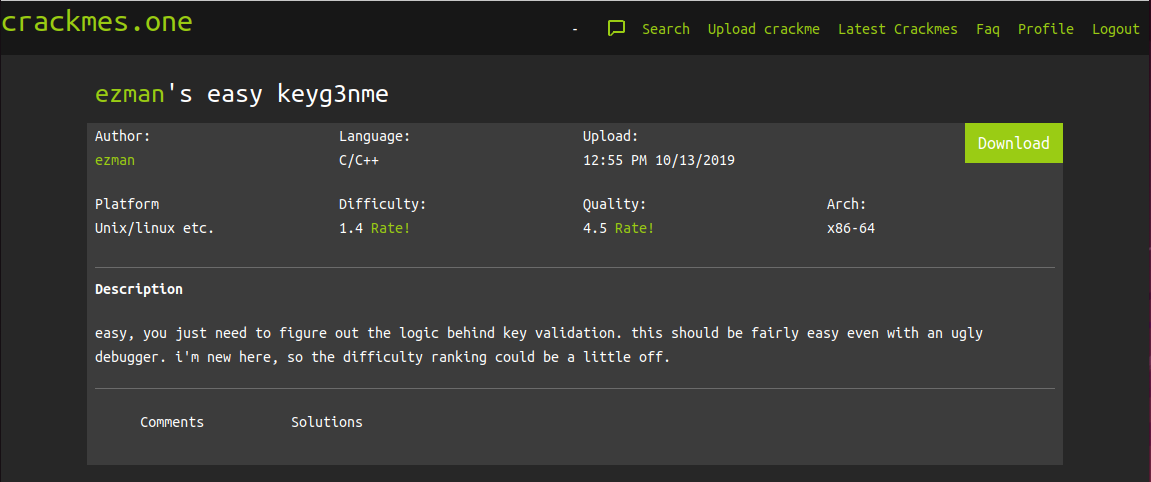 crackmes.one
- Search Upload crackme Latest Crackmes Faq Profile Logout
ezman's easy keyg3nme
Author: Language: Upload:
Download
ezman C/C++ 12:55 PM 10/13/2019
Platform Difficulty: Quality: Arch:
Unix/linux etc. 1.4 Rate! 4.5 Rate! x86-64
Description
easy, you just need to figure out the logic behind key validation. this should be fairly easy even with an ugly
debugger. i'm new here, so the difficulty ranking could be a little off.
Comments Solutions